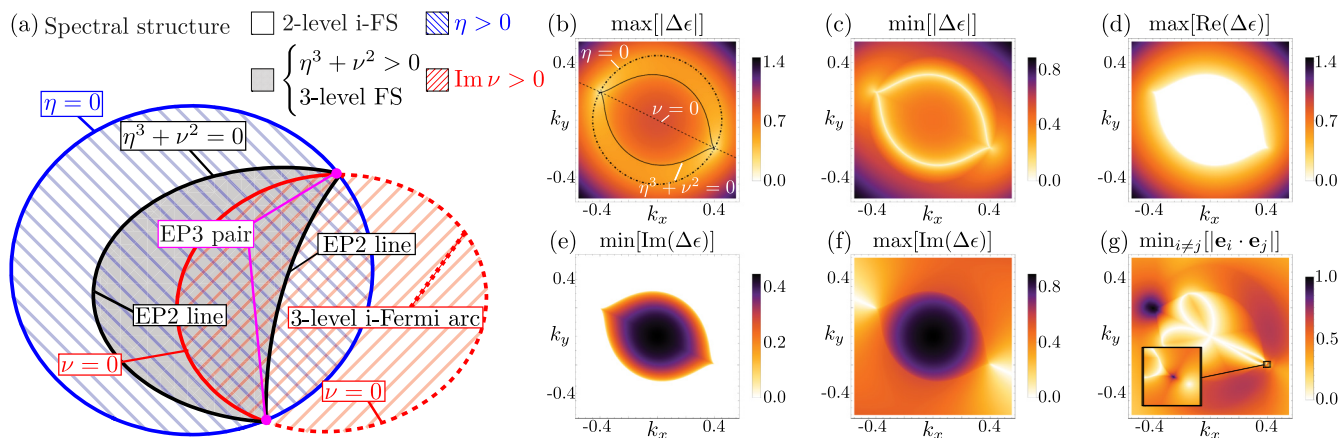 (a) Spectral structure
2-level i-FS
η > 0
η³ + ν² > 0
3-level FS
Im ν > 0
η = 0
η³ + ν² = 0
EP3 pair
EP2 line
EP2 line
3-level i-Fermi arc
ν = 0
ν = 0
(b) max[|Δϵ|]
η = 0
ν = 0
η³ + ν² = 0
0.4
k_y
-0.4
-0.4 k_x 0.4
1.4
0.7
0.0
(c) min[|Δϵ|]
0.4
k_y
-0.4
-0.4 k_x 0.4
0.8
0.4
0.0
(d) max[Re(Δϵ)]
0.4
k_y
-0.4
-0.4 k_x 0.4
1.4
0.7
0.0
(e) min[Im(Δϵ)]
0.4
k_y
-0.4
-0.4 k_x 0.4
0.8
0.4
0.0
(f) max[Im(Δϵ)]
0.4
k_y
-0.4
-0.4 k_x 0.4
0.8
0.4
0.0
(g) min_{i≠j}[|e_i · e_j|]
0.4
k_y
-0.4
-0.4 k_x 0.4
1.0
0.5
0.0